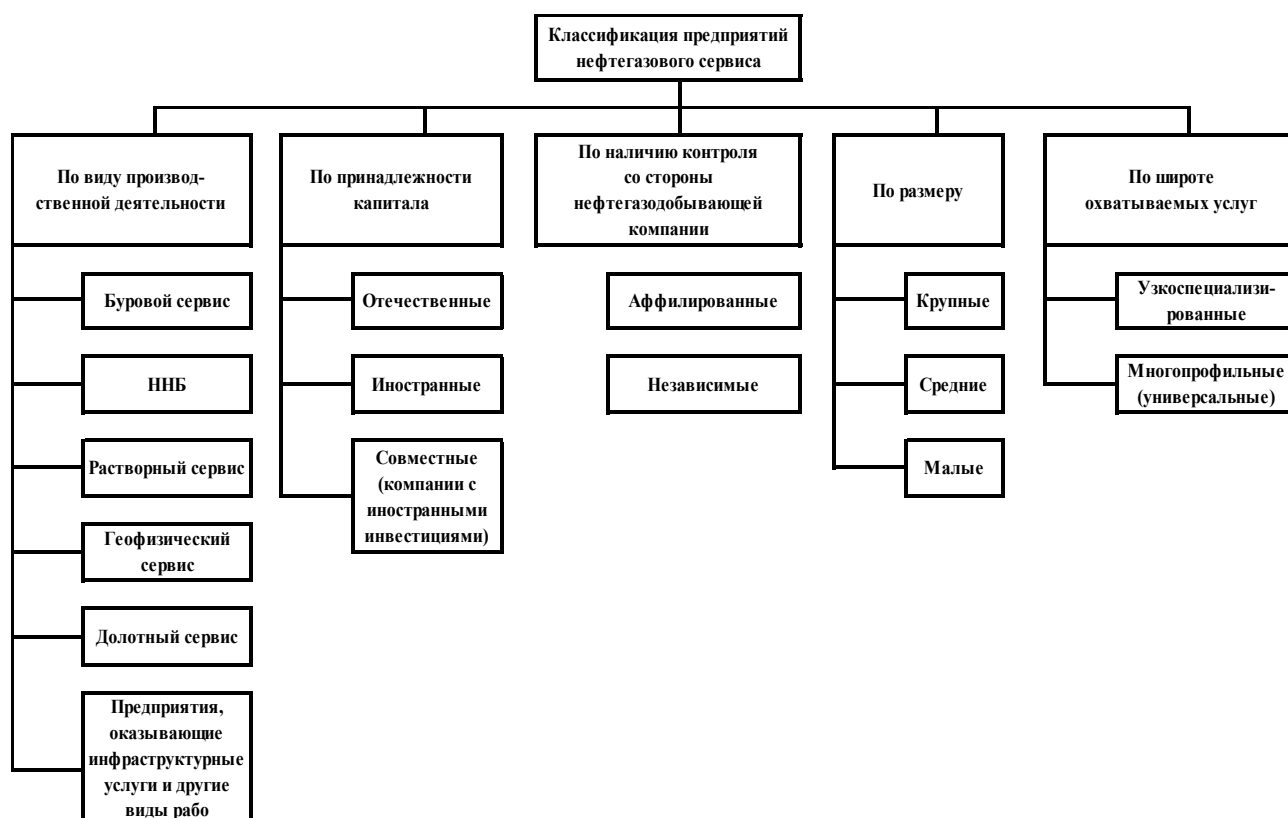 Классификация предприятий
нефтегазового сервиса
По виду производ-
ственной деятельности
Буровой сервис
ННБ
Растворный сервис
Геофизический
сервис
Долотный сервис
Предприятия,
оказывающие
инфраструктурные
услуги и другие
виды рабо
По принадлежности
капитала
Отечественные
Иностранные
Совместные
(компании с
иностранными
инвестициями)
По наличию контроля
со стороны
нефтегазодобывающей
компании
Аффилированные
Независимые
По размеру
Крупные
Средние
Малые
По широте
охватываемых услуг
Узкоспециализи-
рованные
Многопрофильные
(универсальные)